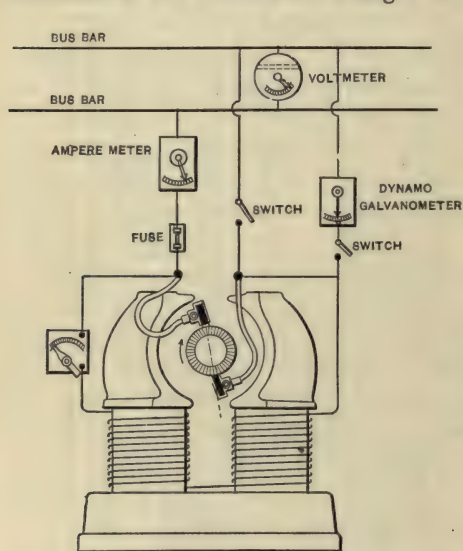 BUS BAR
VOLTMETER
BUS BAR
AMPERE METER
DYNAMO
GALVANOMETER
SWITCH
FUSE
SWITCH